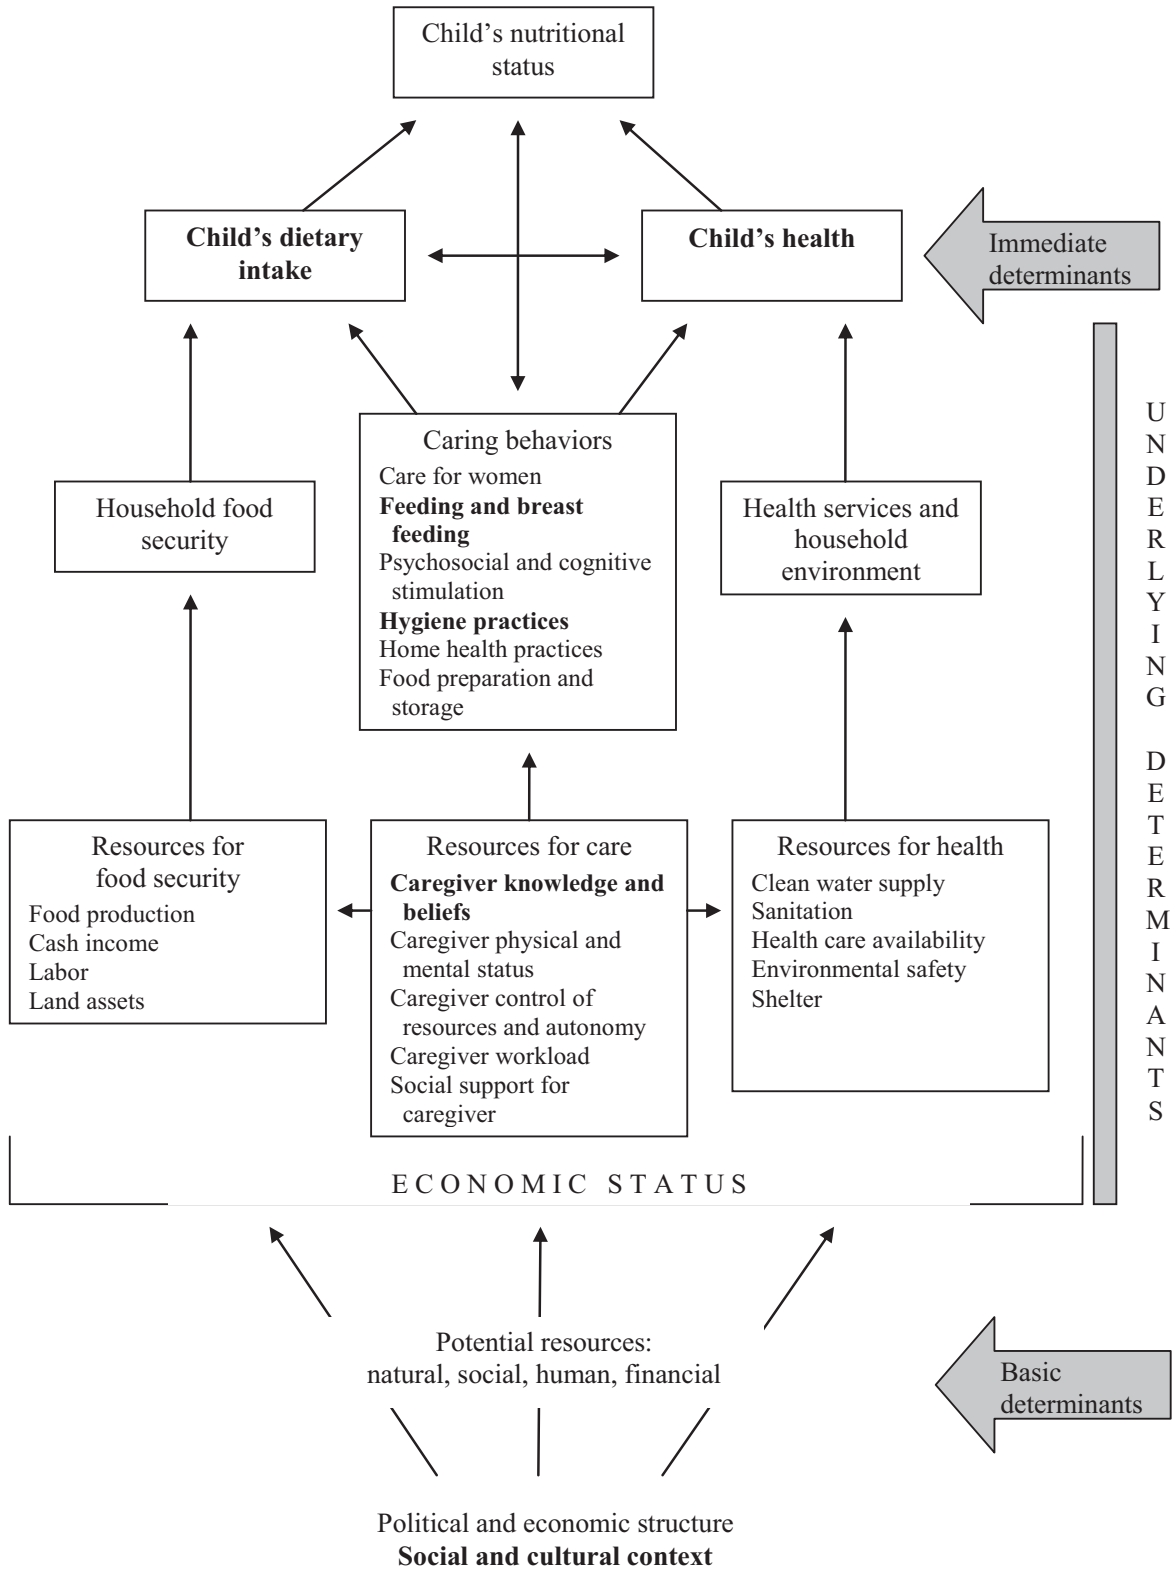 Child’s nutritional
status
Child’s dietary
intake
Child’s health
Immediate
determinants
Caring behaviors
Care for women
Feeding and breast
feeding
Psychosocial and cognitive
stimulation
Hygiene practices
Home health practices
Food preparation and
storage
Household food
security
Health services and
household
environment
UNDERLYING DETERMINANTS
Resources for
food security
Food production
Cash income
Labor
Land assets
Resources for care
Caregiver knowledge and
beliefs
Caregiver physical and
mental status
Caregiver control of
resources and autonomy
Caregiver workload
Social support for
caregiver
Resources for health
Clean water supply
Sanitation
Health care availability
Environmental safety
Shelter
ECONOMIC STATUS
Potential resources:
natural, social, human, financial
Basic
determinants
Political and economic structure
Social and cultural context